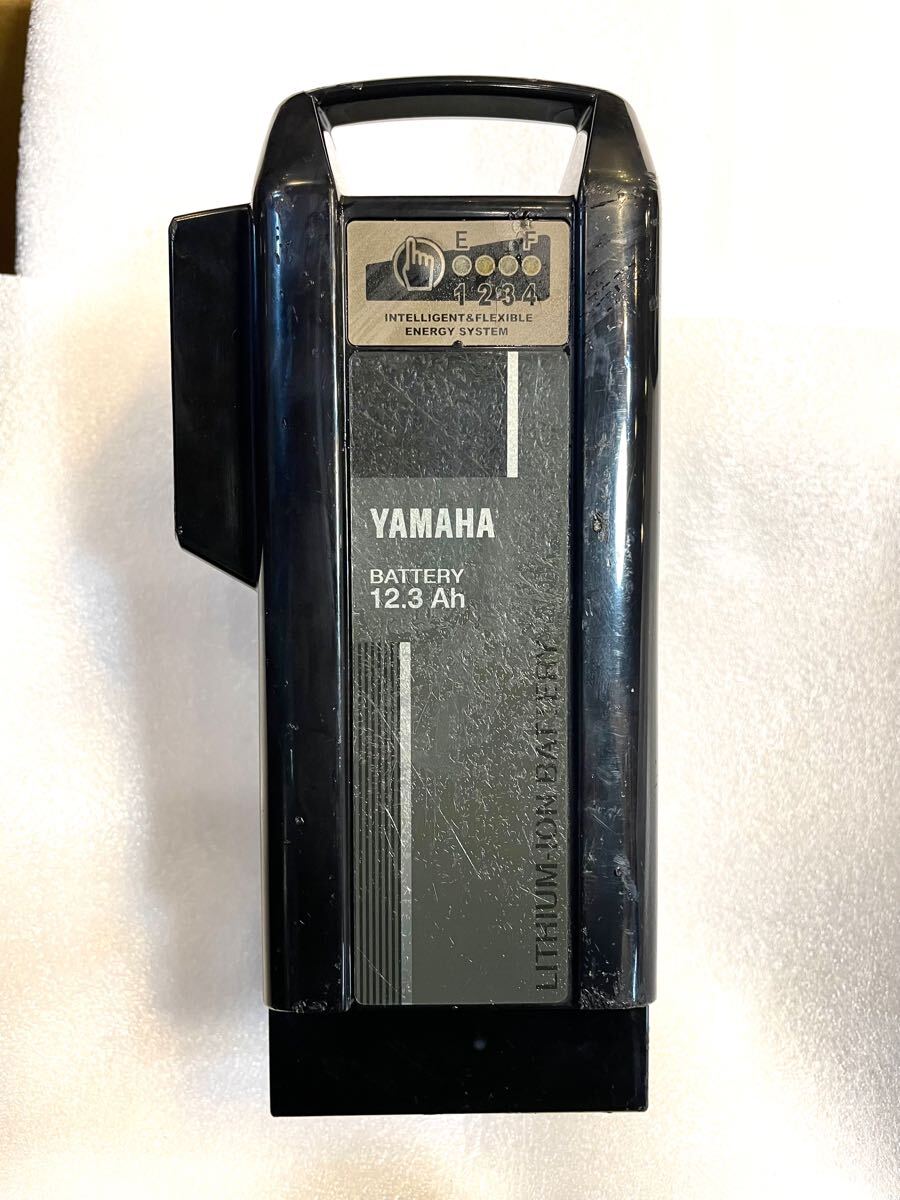 E F
1 2 3 4
INTELLIGENT&FLEXIBLE
ENERGY SYSTEM
YAMAHA
BATTERY
12.3 Ah
LITHIUM-ION BATTERY